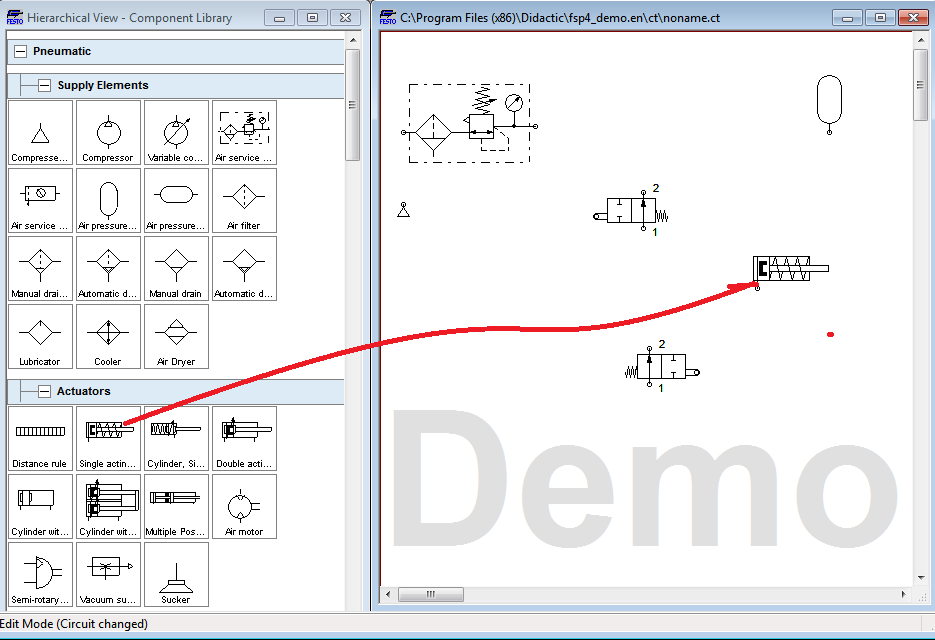 FESTO Hierarchical View - Component Library
Pneumatic
Supply Elements
Compresse... Compressor Variable co... Air service ...
Air service ... Air pressure... Air pressure... Air filter
Manual drai... Automatic d... Manual drain Automatic d...
Lubricator Cooler Air Dryer
Actuators
Distance rule Single actin... Cylinder, Si... Double acti...
Cylinder wit... Cylinder wit... Multiple Pos... Air motor
Semi-rotary... Vacuum su... Sucker
Edit Mode (Circuit changed)
FESTO C:\Program Files (x86)\Didactic\fsp4_demo.en\ct\noname.ct
2
1
2
1
Demo